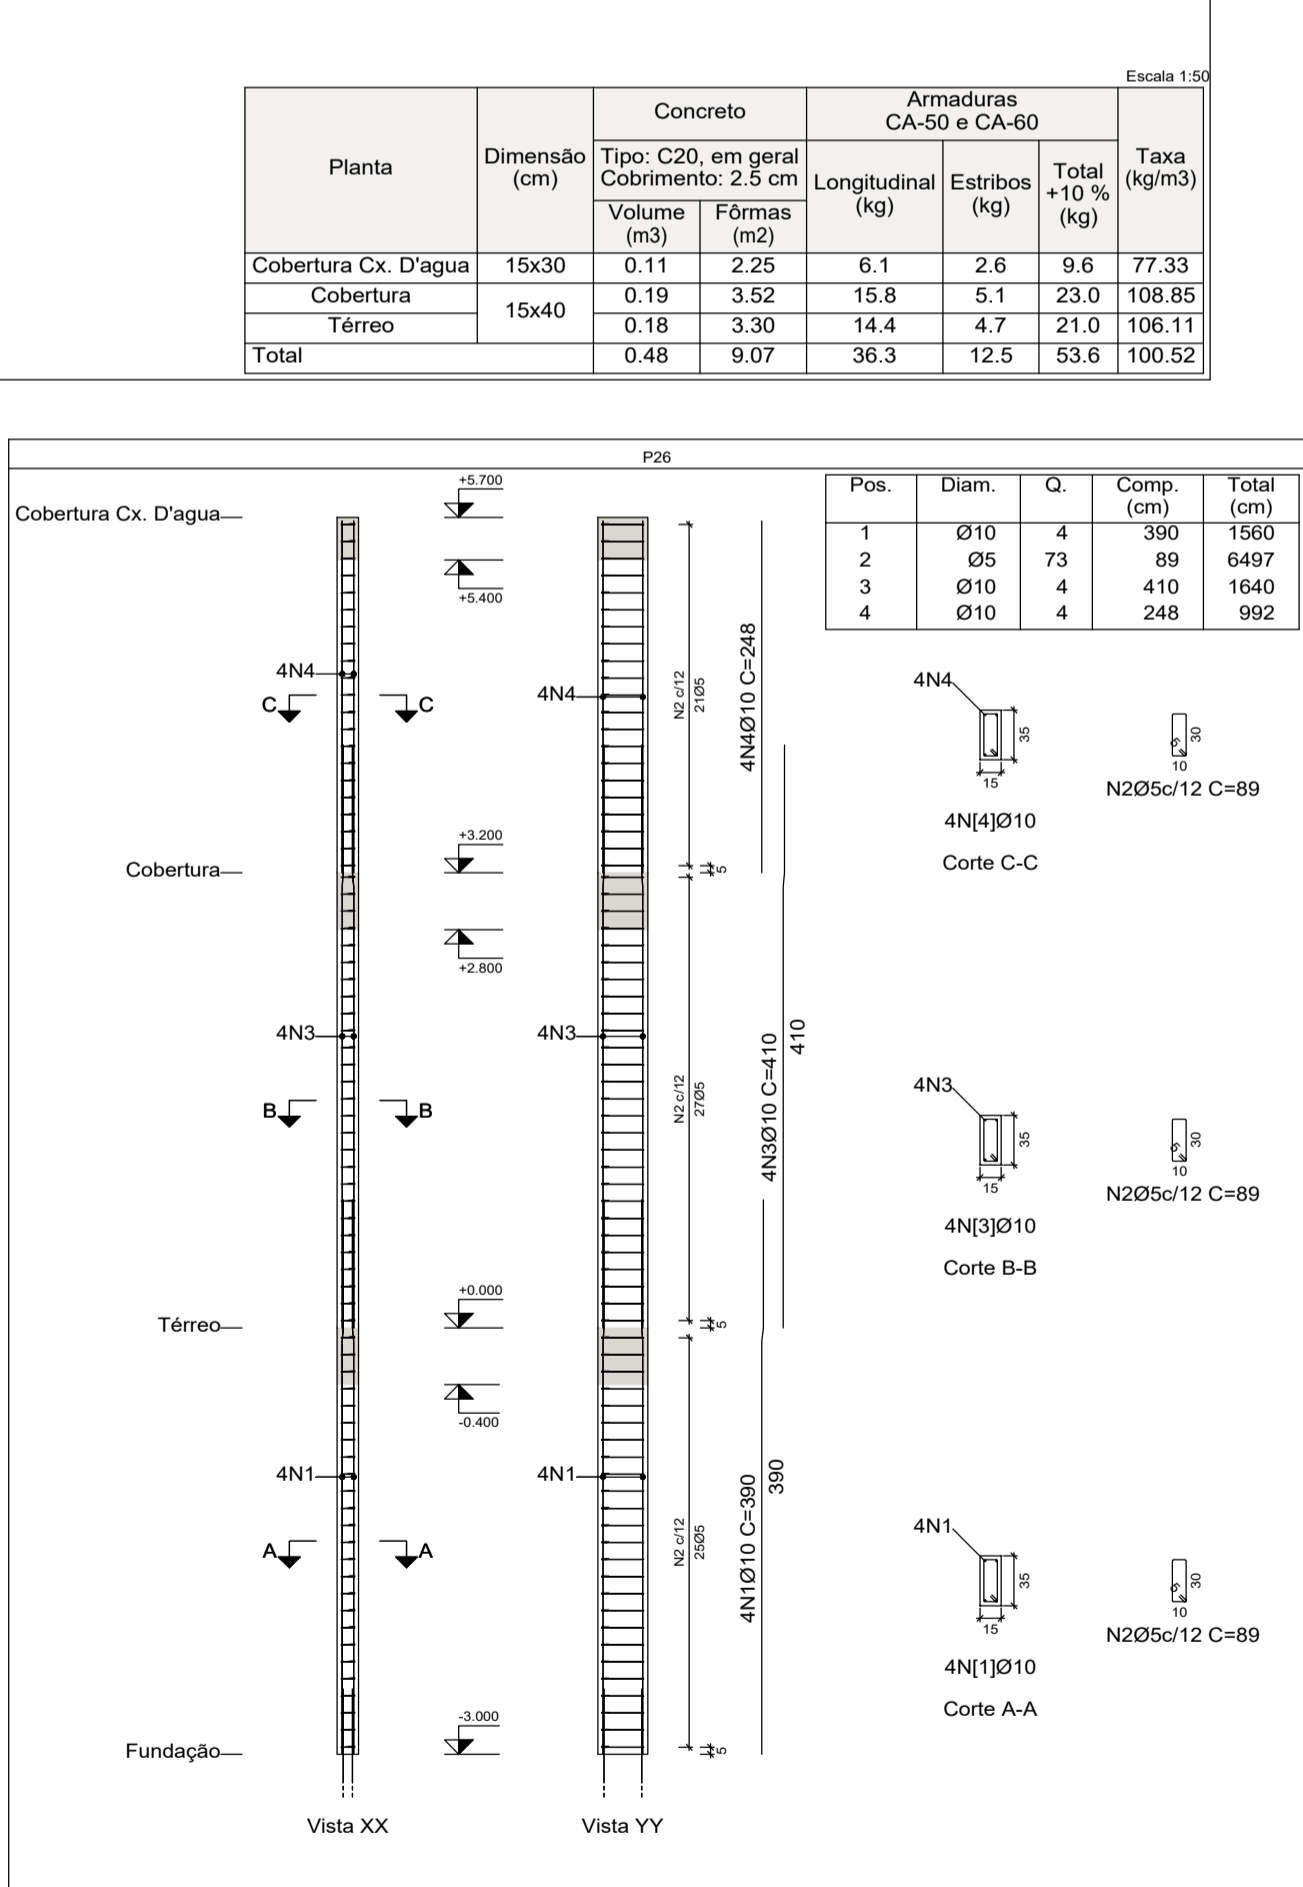 Escala 1:50
Planta
Dimensão
(cm)
Concreto
Armaduras
CA-50 e CA-60
Taxa
(kg/m3)
Tipo: C20, em geral
Cobrimento: 2.5 cm
Longitudinal
(kg)
Estribos
(kg)
Total
+10 %
(kg)
Volume
(m3)
Fôrmas
(m2)
Cobertura Cx. D'agua 15x30 0.11 2.25 6.1 2.6 9.6 77.33
Cobertura 15x40 0.19 3.52 15.8 5.1 23.0 108.85
Térreo 0.18 3.30 14.4 4.7 21.0 106.11
Total 0.48 9.07 36.3 12.5 53.6 100.52
P26
Pos. Diam. Q. Comp. (cm) Total (cm)
1 Ø10 4 390 1560
2 Ø5 73 89 6497
3 Ø10 4 410 1640
4 Ø10 4 248 992
Cobertura Cx. D'agua
+5.700
+5.400
4N4
C C
4N4
N2 c/12
21Ø5
4N4Ø10 C=248
4N4
35
15
4N[4]Ø10
Corte C-C
5
30
10
N2Ø5c/12 C=89
+3.200
Cobertura
5
+2.800
4N3
4N3
B B
N2 c/12
27Ø5
4N3Ø10 C=410
410
4N3
35
15
4N[3]Ø10
Corte B-B
5
30
10
N2Ø5c/12 C=89
+0.000
Térreo
5
-0.400
4N1
4N1
A A
N2 c/12
25Ø5
4N1Ø10 C=390
390
4N1
35
15
4N[1]Ø10
Corte A-A
5
30
10
N2Ø5c/12 C=89
-3.000
Fundação
5
Vista XX
Vista YY